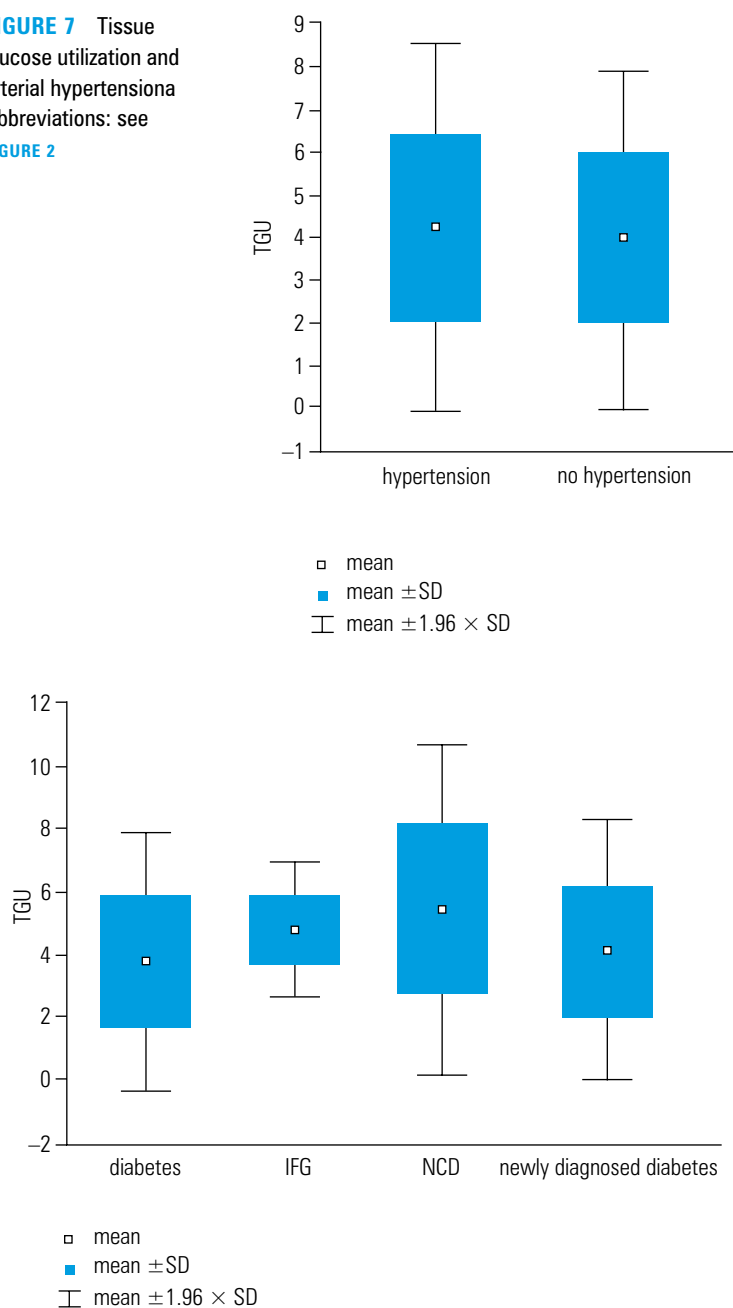 IGURE 7 Tissue
ucose utilization and
terial hypertensiona
bbreviations: see
GURE 2
9
8
7
6
5
4
3
2
1
0
–1
TGU
hypertension no hypertension
mean
mean ±SD
mean ±1.96 × SD
12
10
8
6
4
2
0
–2
TGU
diabetes IFG NCD newly diagnosed diabetes
mean
mean ±SD
mean ±1.96 × SD